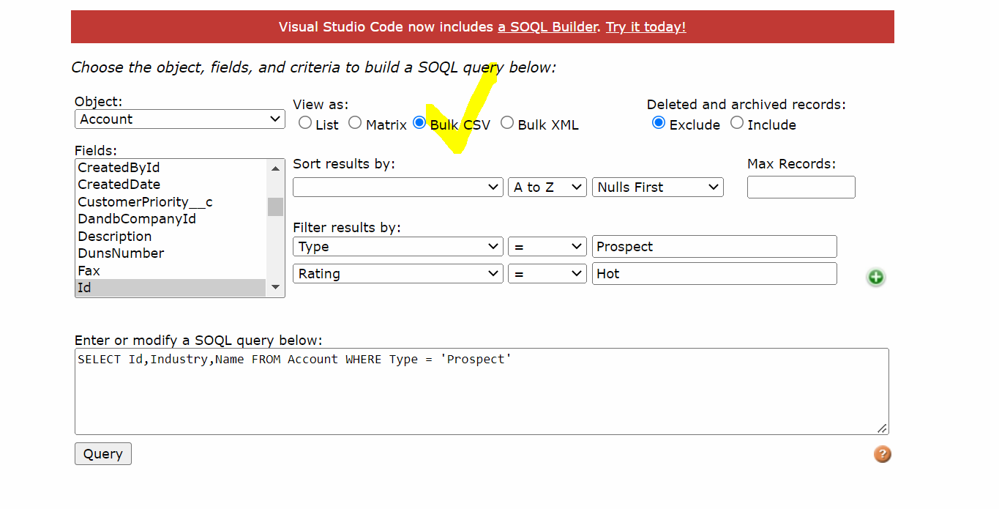 Visual Studio Code now includes a SOQL Builder. Try it today!
Choose the object, fields, and criteria to build a SOQL query below:
Object:
Account
View as:
List Matrix Bulk CSV Bulk XML
Deleted and archived records:
Exclude Include
Fields:
CreatedById
CreatedDate
CustomerPriority__c
DandbCompanyId
Description
DunsNumber
Fax
Id
Sort results by:
A to Z Nulls First
Max Records:
Filter results by:
Type = Prospect
Rating = Hot
Enter or modify a SOQL query below:
SELECT Id,Industry,Name FROM Account WHERE Type = 'Prospect'
Query
?